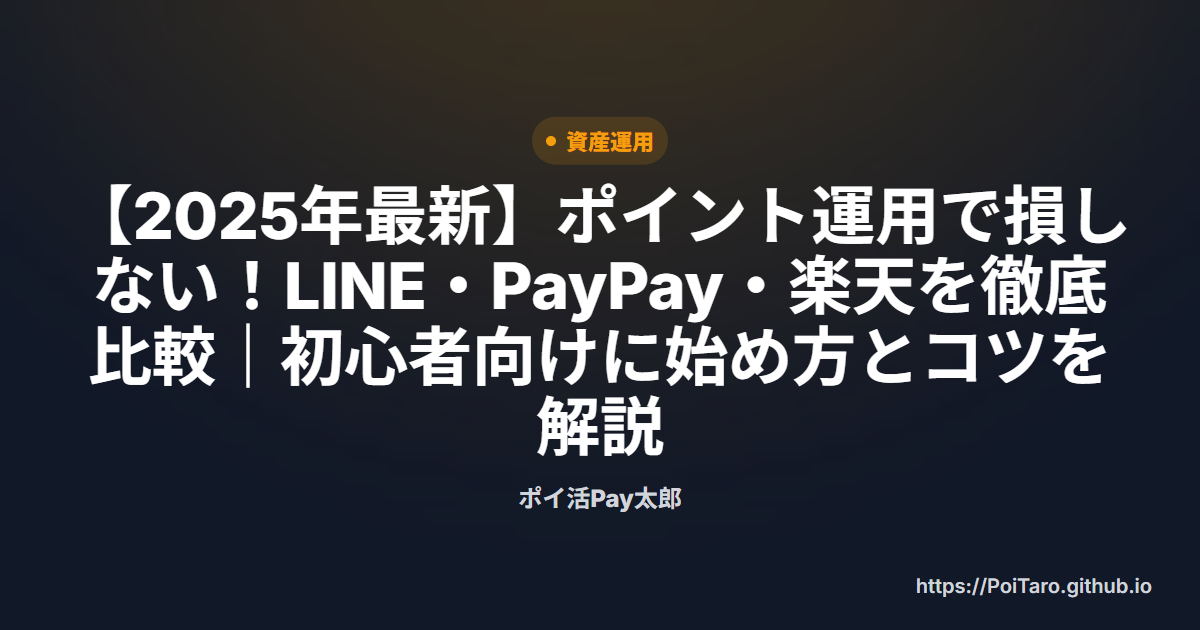 資産運用
【2025年最新】ポイント運用で損し
ない！LINE・PayPay・楽天を徹底
比較｜初心者向けに始め方とコツを
解説
ポイ活Pay太郎
https://PoiTaro.github.io